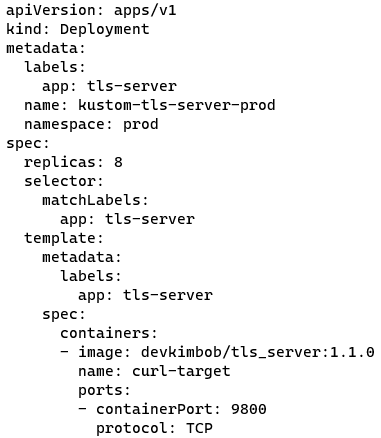 apiVersion: apps/v1
kind: Deployment
metadata:
  labels:
    app: tls-server
  name: kustom-tls-server-prod
  namespace: prod
spec:
  replicas: 8
  selector:
    matchLabels:
      app: tls-server
  template:
    metadata:
      labels:
        app: tls-server
    spec:
      containers:
      - image: devkimbob/tls_server:1.1.0
        name: curl-target
        ports:
        - containerPort: 9800
          protocol: TCP